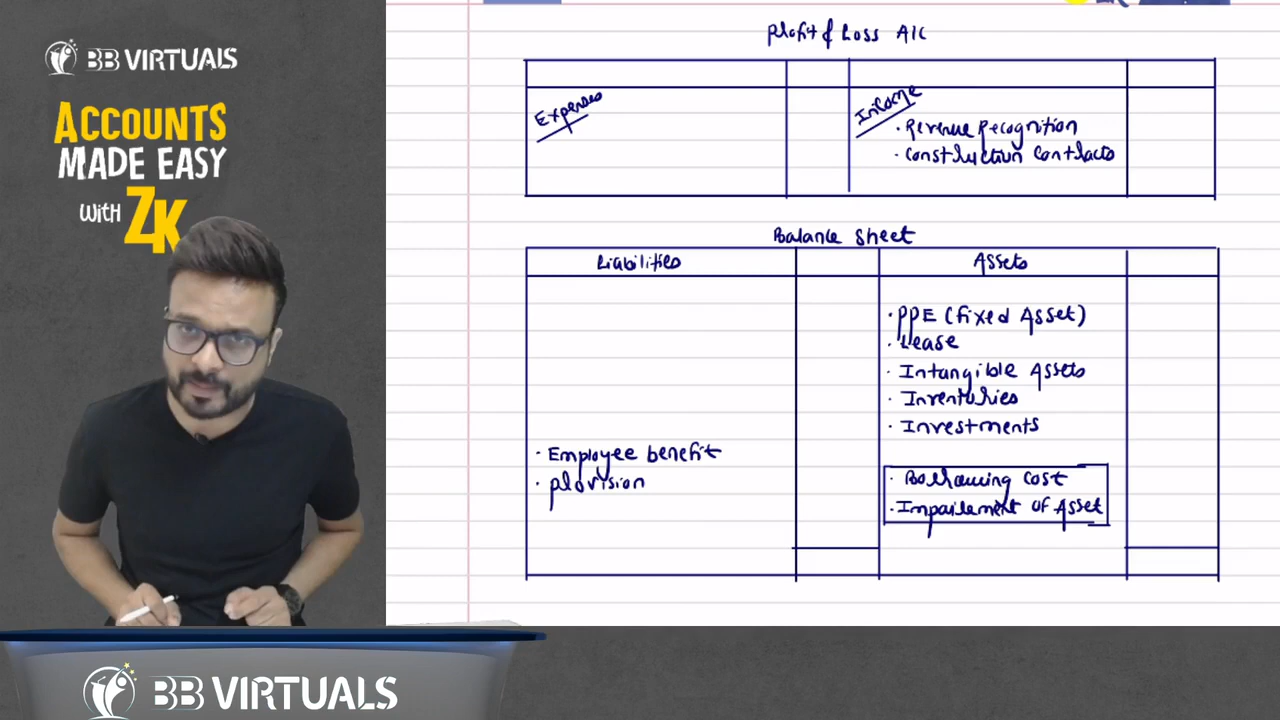 BB VIRTUALS
ACCOUNTS
MADE EASY
WITH ZK
Profit & Loss A/C
Expenses
Income
· Revenue Recognition
· Construction Contracts
Balance Sheet
Liabilities
Assets
· PPE (Fixed Asset)
· Lease
· Intangible Assets
· Inventories
· Investments
· Employee benefit
· Provision
· Borrowing Cost
· Impairement of Asset
BB VIRTUALS